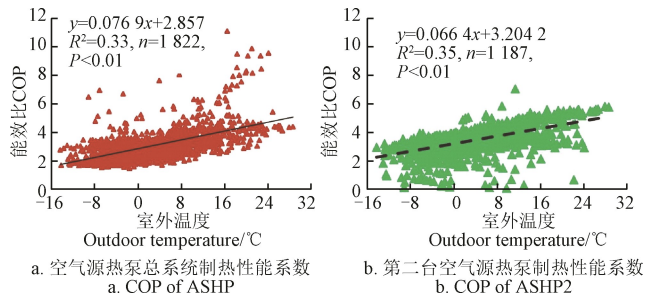 y=0.076 9x+2.857
R²=0.33, n=1 822,
P<0.01
能效比COP
12
10
8
6
4
2
0
−16 −8 0 8 16 24 32
室外温度
Outdoor temperature/℃
a. 空气源热泵总系统制热性能系数
a. COP of ASHP
y=0.066 4x+3.204 2
R²=0.35, n=1 187,
P<0.01
能效比COP
12
10
8
6
4
2
0
−16 −8 0 8 16 24 32
室外温度
Outdoor temperature/℃
b. 第二台空气源热泵制热性能系数
b. COP of ASHP2